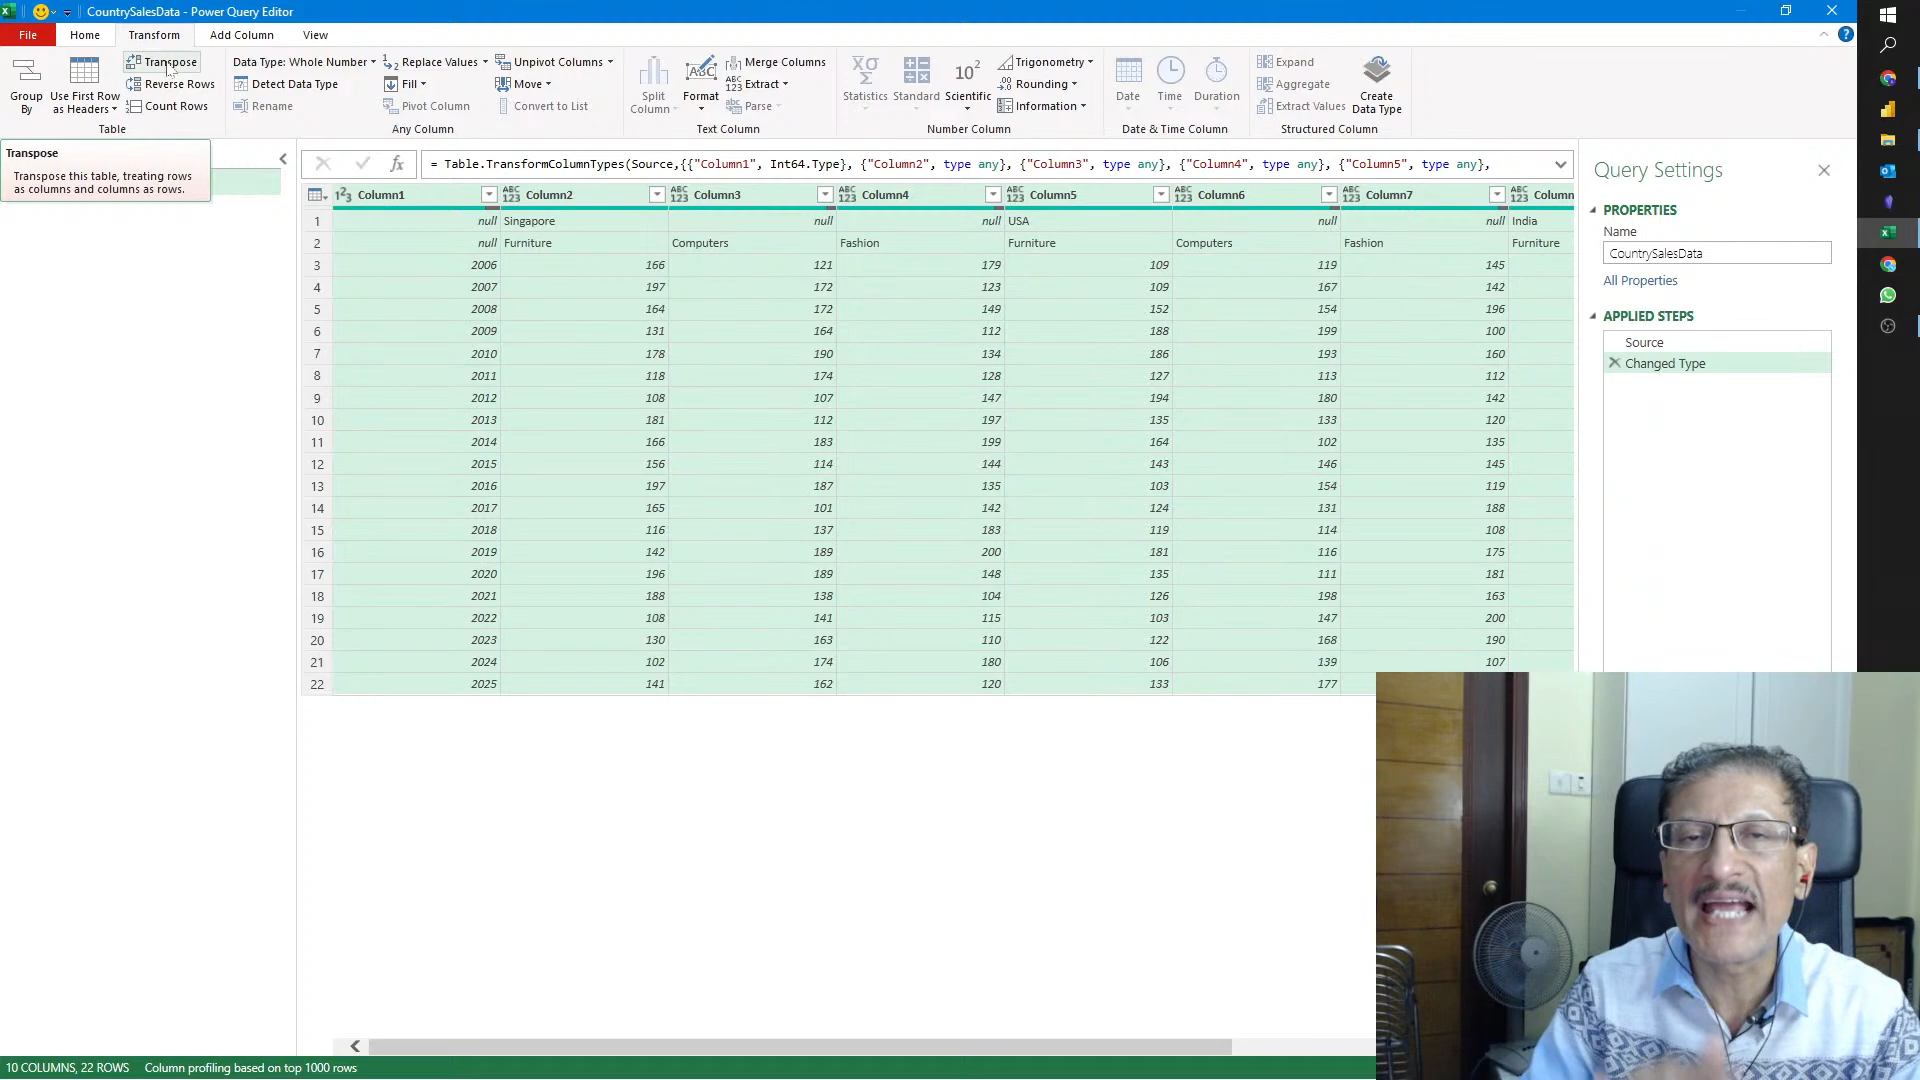 CountrySalesData - Power Query Editor
File Home Transform Add Column View
Group By
Use First Row as Headers
Transpose
Reverse Rows
Count Rows
Table
Data Type: Whole Number
Detect Data Type
Rename
Replace Values
Fill
Pivot Column
Unpivot Columns
Move
Convert to List
Any Column
Split Column
Format
Merge Columns
Extract
Parse
Text Column
Statistics
Standard
Scientific
Trigonometry
Rounding
Information
Number Column
Date
Time
Duration
Date & Time Column
Expand
Aggregate
Extract Values
Create Data Type
Structured Column
Transpose
Transpose this table, treating rows
as columns and columns as rows.
= Table.TransformColumnTypes(Source,{{"Column1", Int64.Type}, {"Column2", type any}, {"Column3", type any}, {"Column4", type any}, {"Column5", type any},
Column1 Column2 Column3 Column4 Column5 Column6 Column7 Column
1 null Singapore null null USA null null India
2 null Furniture Computers Fashion Furniture Computers Fashion Furniture
3 2006 166 121 179 109 119 145
4 2007 197 172 123 109 167 142
5 2008 164 172 149 152 154 196
6 2009 131 164 112 188 199 100
7 2010 178 190 134 186 193 160
8 2011 118 174 128 127 113 112
9 2012 108 107 147 194 180 142
10 2013 181 112 197 135 133 120
11 2014 166 183 199 164 102 135
12 2015 156 114 144 143 146 145
13 2016 197 187 135 103 154 119
14 2017 165 101 142 124 131 188
15 2018 116 137 183 119 114 108
16 2019 142 189 200 181 116 175
17 2020 196 189 148 135 111 181
18 2021 188 138 104 126 198 163
19 2022 108 141 115 103 147 200
20 2023 130 163 110 122 168 190
21 2024 102 174 180 106 139 107
22 2025 141 162 120 133 177
Query Settings
PROPERTIES
Name
CountrySalesData
All Properties
APPLIED STEPS
Source
Changed Type
10 COLUMNS, 22 ROWS Column profiling based on top 1000 rows